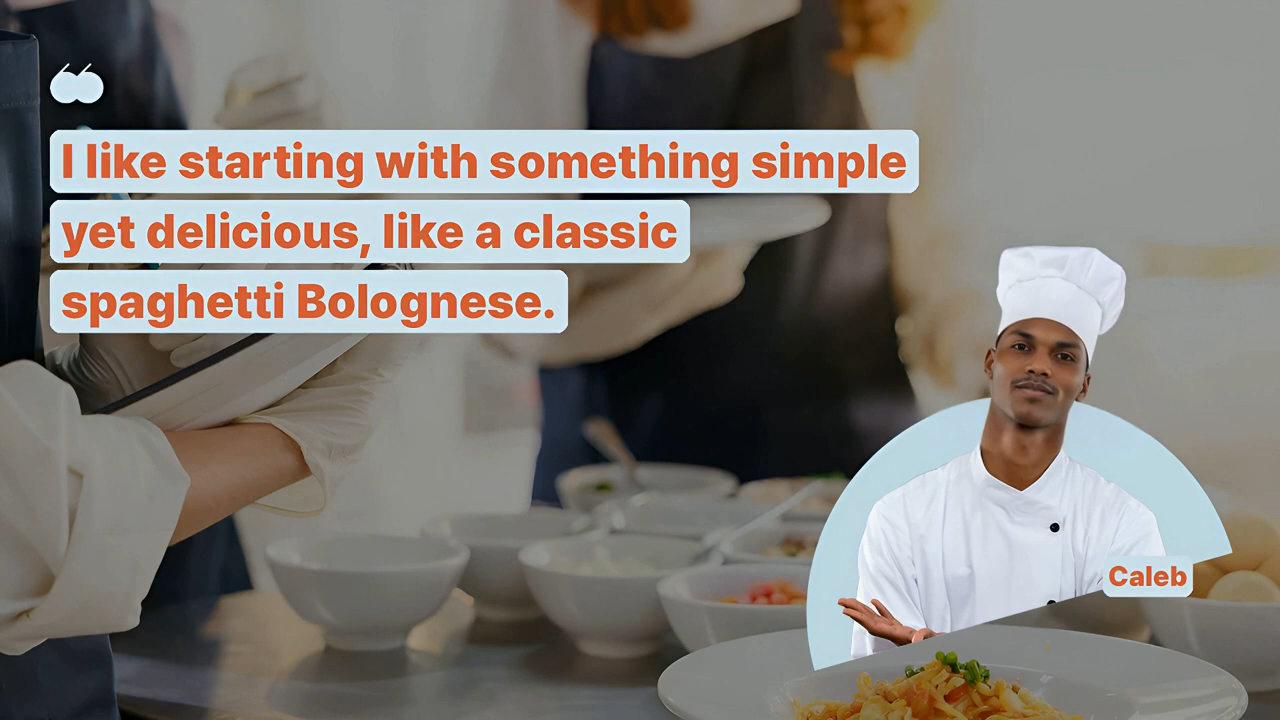 I like starting with something simple
yet delicious, like a classic
spaghetti Bolognese.
Caleb